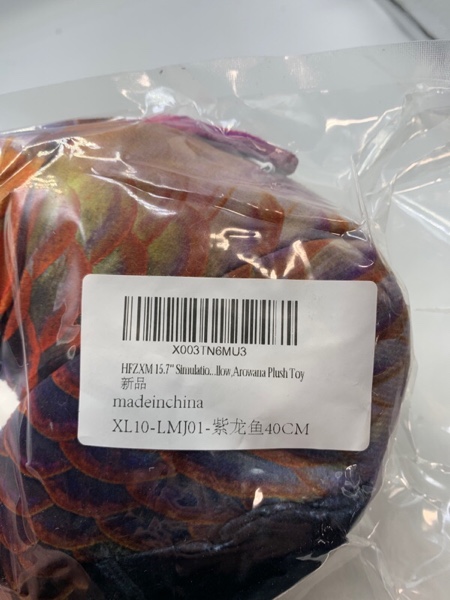 X003TN6MU3
HFZXM 15.7" Simulatio...llow,Arowana Plush Toy
新品
madeinchina
XL10-LMJ01-紫龙鱼40CM